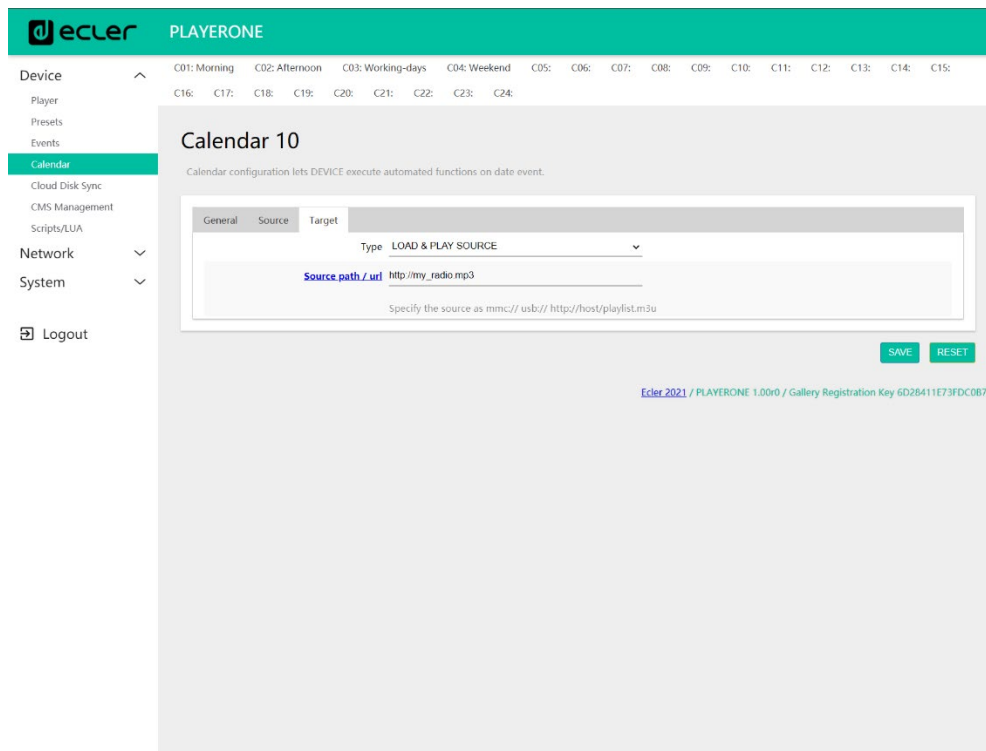 ecler
PLAYERONE
Device
Player
Presets
Events
Calendar
Cloud Disk Sync
CMS Management
Scripts/LUA
Network
System
Logout
C01: Morning C02: Afternoon C03: Working-days C04: Weekend C05: C06: C07: C08: C09: C10: C11: C12: C13: C14: C15:
C16: C17: C18: C19: C20: C21: C22: C23: C24:
Calendar 10
Calendar configuration lets DEVICE execute automated functions on date event.
General Source Target
Type LOAD & PLAY SOURCE
Source path / url http://my_radio.mp3
Specify the source as mmc:// usb:// http://host/playlist.m3u
SAVE RESET
Ecler 2021 / PLAYERONE 1.00r0 / Gallery Registration Key 6D28411E73FDC0B7